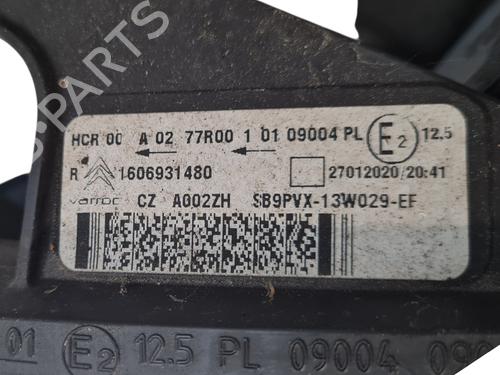 HCR 00 A 02 77R00 1 01 09004 PL E2 12.5
R 1606931480 27012020/20:41
varroc CZ A002ZH SB9PVX-13W029-EF
01 E2 12.5 PL 09004
B-PARTS